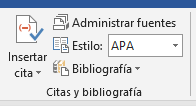 Insertar cita
Administrar fuentes
Estilo: APA
Bibliografía
Citas y bibliografía